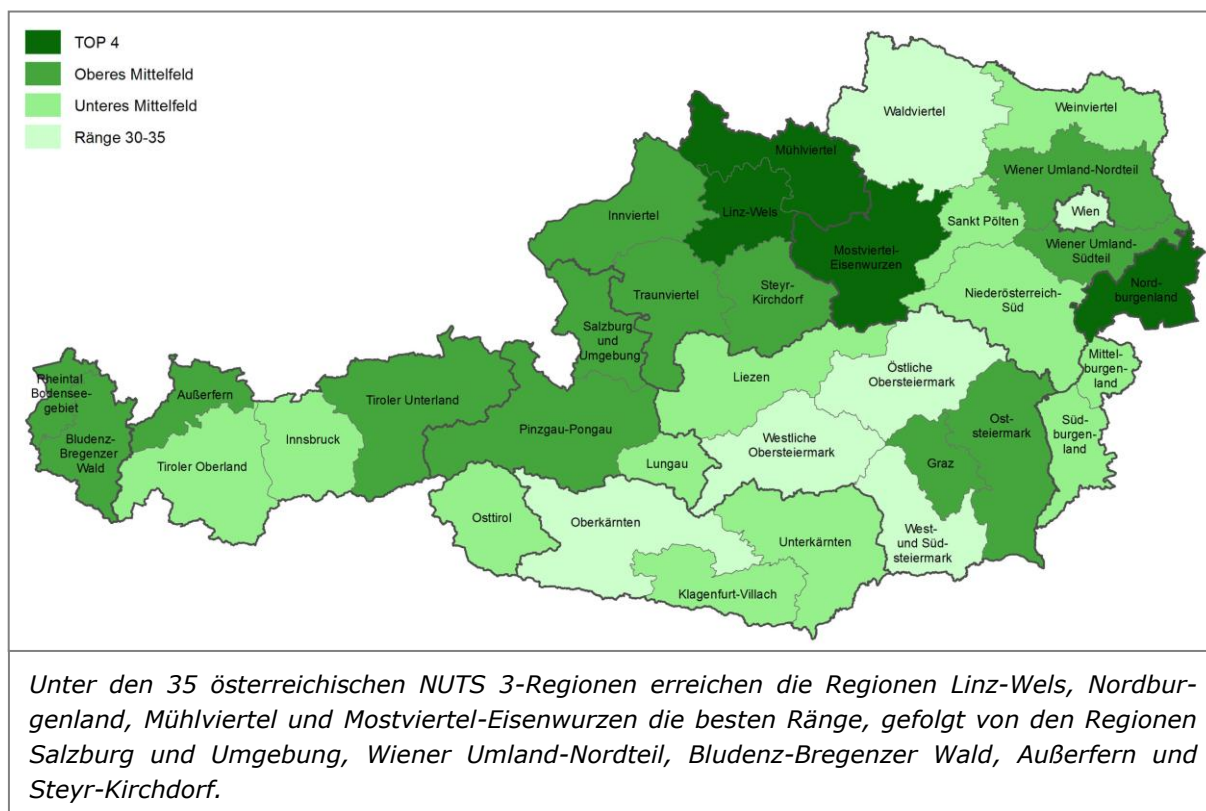 TOP 4
Oberes Mittelfeld
Unteres Mittelfeld
Ränge 30-35
Waldviertel
Weinviertel
Mühlviertel
Wiener Umland-Nordteil
Innviertel
Linz-Wels
Sankt Pölten
Wien
Mostviertel-
Eisenwurzen
Wiener Umland-
Südteil
Nord-
burgenland
Traunviertel
Steyr-
Kirchdorf
Niederösterreich-
Süd
Salzburg
und
Umgebung
Mittel-
burgen-
land
Östliche
Obersteiermark
Liezen
Rheintal
Bodensee-
gebiet
Außerfern
Tiroler Unterland
Bludenz-
Bregenzer
Wald
Innsbruck
Tiroler Oberland
Pinzgau-Pongau
Westliche
Obersteiermark
Ost-
steiermark
Süd-
burgen-
land
Lungau
Graz
Osttirol
Oberkärnten
Unterkärnten
West-
und Süd-
steiermark
Klagenfurt-Villach
Unter den 35 österreichischen NUTS 3-Regionen erreichen die Regionen Linz-Wels, Nordbur-
genland, Mühlviertel und Mostviertel-Eisenwurzen die besten Ränge, gefolgt von den Regionen
Salzburg und Umgebung, Wiener Umland-Nordteil, Bludenz-Bregenzer Wald, Außerfern und
Steyr-Kirchdorf.